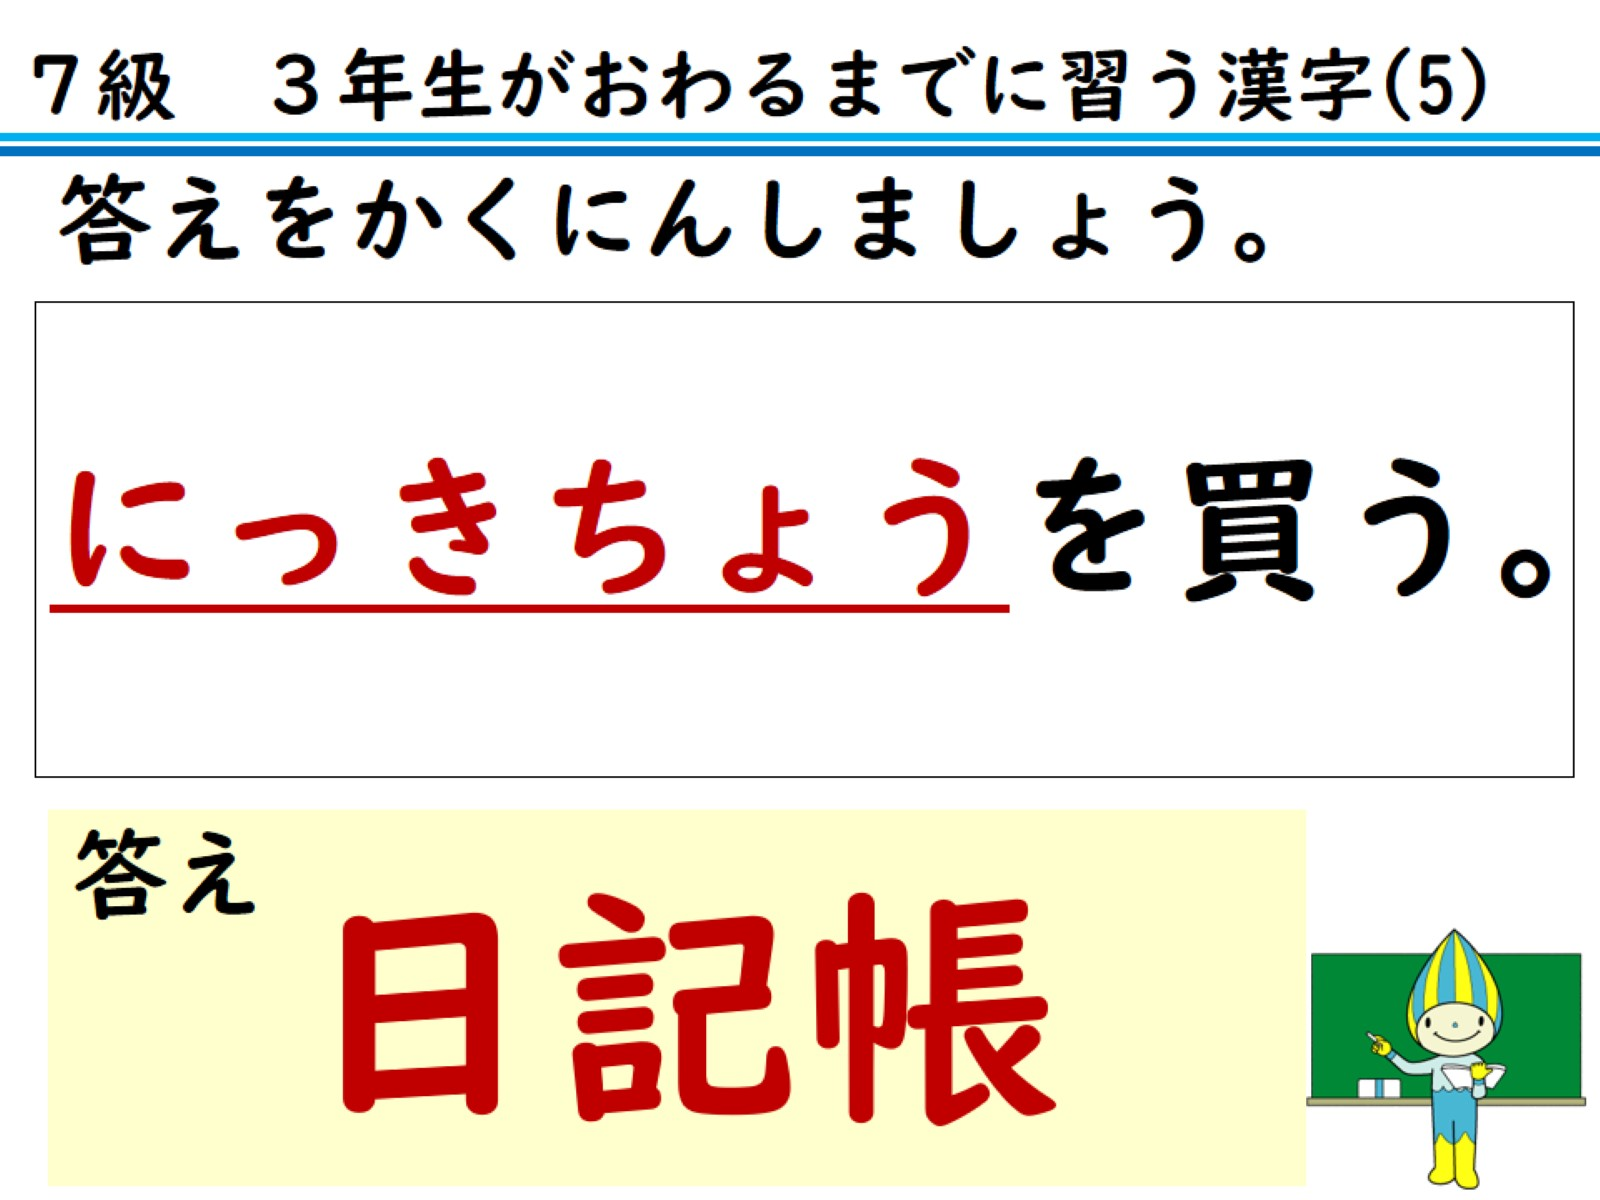 ７級　３年生がおわるまでに習う漢字(5)
答えをかくにんしましょう。
にっきちょうを買う。
答え
日記帳